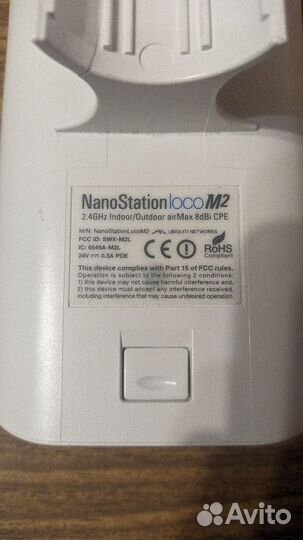 NanoStation loco M2
2.4GHz Indoor/Outdoor airMax 8dBi CPE
M/N: NanoStationLocoM2 UBIQUITI NETWORKS
FCC ID: SWX-M2L
IC: 6545A-M2L
24V 0.5A POE
CE
RoHS
Compliant
This device complies with Part 15 of FCC rules.
Operation is subject to the following 2 conditions:
1) this device may not cause harmful interference and,
2) this device must accept any interference received,
interference that may cause undesired operation.
Avito